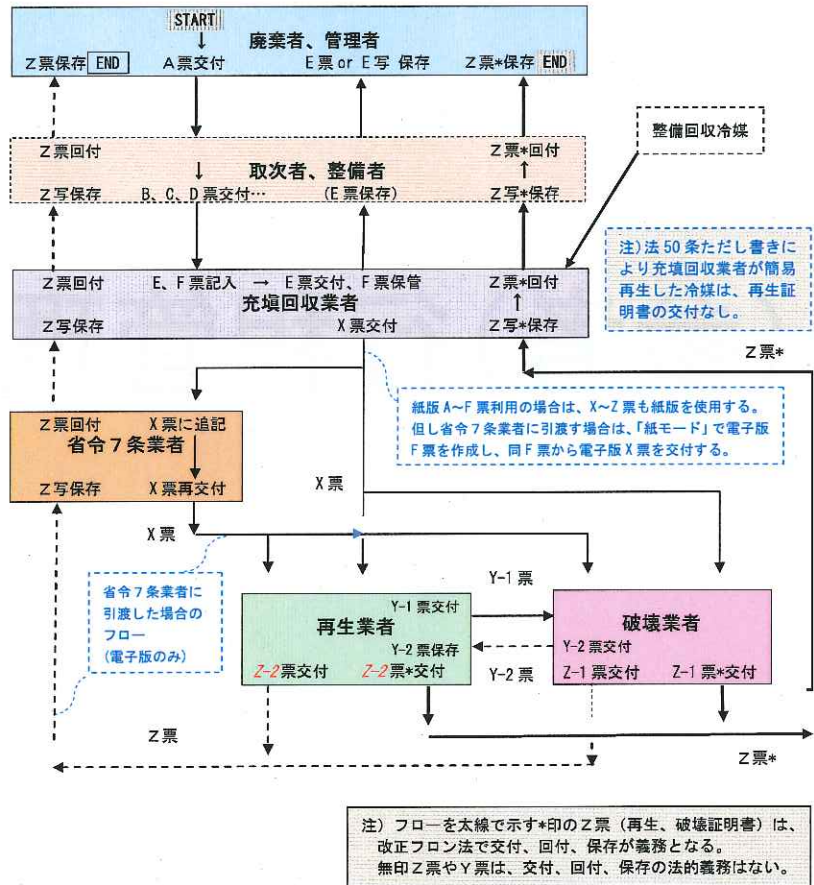 START
↓
廃棄者、管理者
Z票保存 END A票交付 E票 or E写 保存 Z票*保存 END
整備回収冷媒
Z票回付 Z票*回付
↓ 取次者、整備者 ↑
Z写保存 B、C、D 票交付… (E票保存) Z写*保存
注)法50条ただし書きに
より充填回収業者が簡易
再生した冷媒は、再生証
明書の交付なし。
Z票回付 E、F票記入 → E票交付、F票保管 Z票*回付
充塡回収業者 ↑
Z写保存 X票交付 Z写*保存
Z票*
紙版A~F票利用の場合は、X~Z票も紙版を使用する。
但し省令7条業者に引渡す場合は、「紙モード」で電子版
F票を作成し、同F票から電子版X票を交付する。
Z票回付 X票に追記
省令7条業者
Z写保存 X票再交付
X票
X票
省令7条業者に
引渡した場合の
フロー
(電子版のみ)
Y-1票
Y-1票交付
再生業者
Y-2票保存
Z-2票交付 Z-2票*交付
破壊業者
Y-2票交付
Z-1票交付 Z-1票*交付
Y-2票
Z票
Z票*
注)フローを太線で示す*印のZ票(再生、破壊証明書)は、
改正フロン法で交付、回付、保存が義務となる。
無印Z票やY票は、交付、回付、保存の法的義務はない。